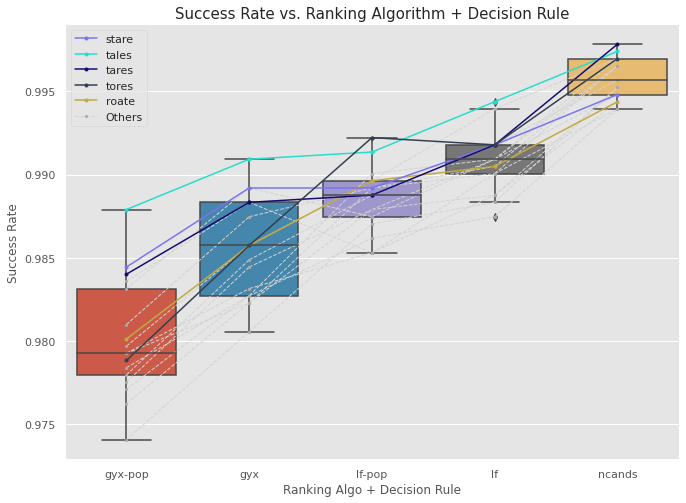 Success Rate vs. Ranking Algorithm + Decision Rule
stare
tales
tares
tores
roate
Others
0.995
0.990
0.985
0.980
0.975
Success Rate
gyx-pop
gyx
lf-pop
lf
ncands
Ranking Algo + Decision Rule